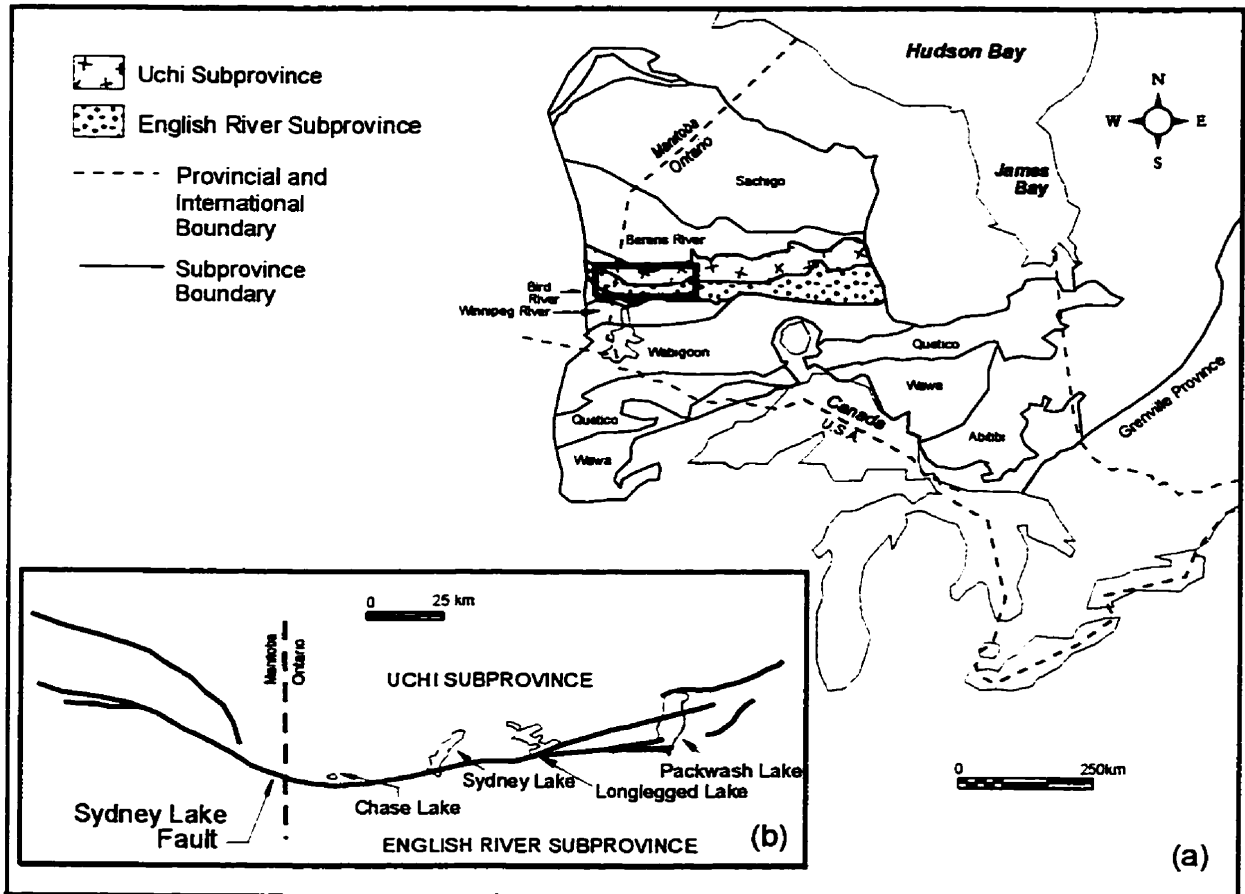 Uchi Subprovince
English River Subprovince
Provincial and
International
Boundary
Subprovince
Boundary
Hudson Bay
N
W
E
S
James
Bay
Manitoba
Ontario
Sachigo
Berens River
Bird
River
Winnipeg River
Wabigoon
Quetico
Wawa
Abitibi
Grenville Province
Canada
U.S.A.
Quetico
Wawa
0 250km
(a)
0 25 km
Manitoba
Ontario
UCHI SUBPROVINCE
Packwash Lake
Sydney Lake
Longlegged Lake
Chase Lake
Sydney Lake
Fault
ENGLISH RIVER SUBPROVINCE
(b)